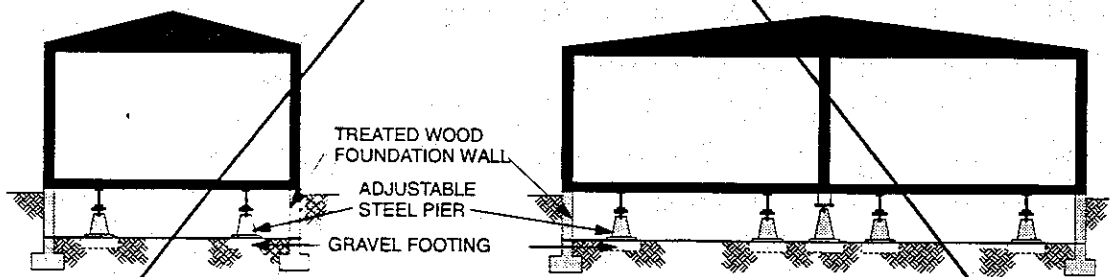 TREATED WOOD
FOUNDATION WALL
ADJUSTABLE
STEEL PIER
GRAVEL FOOTING